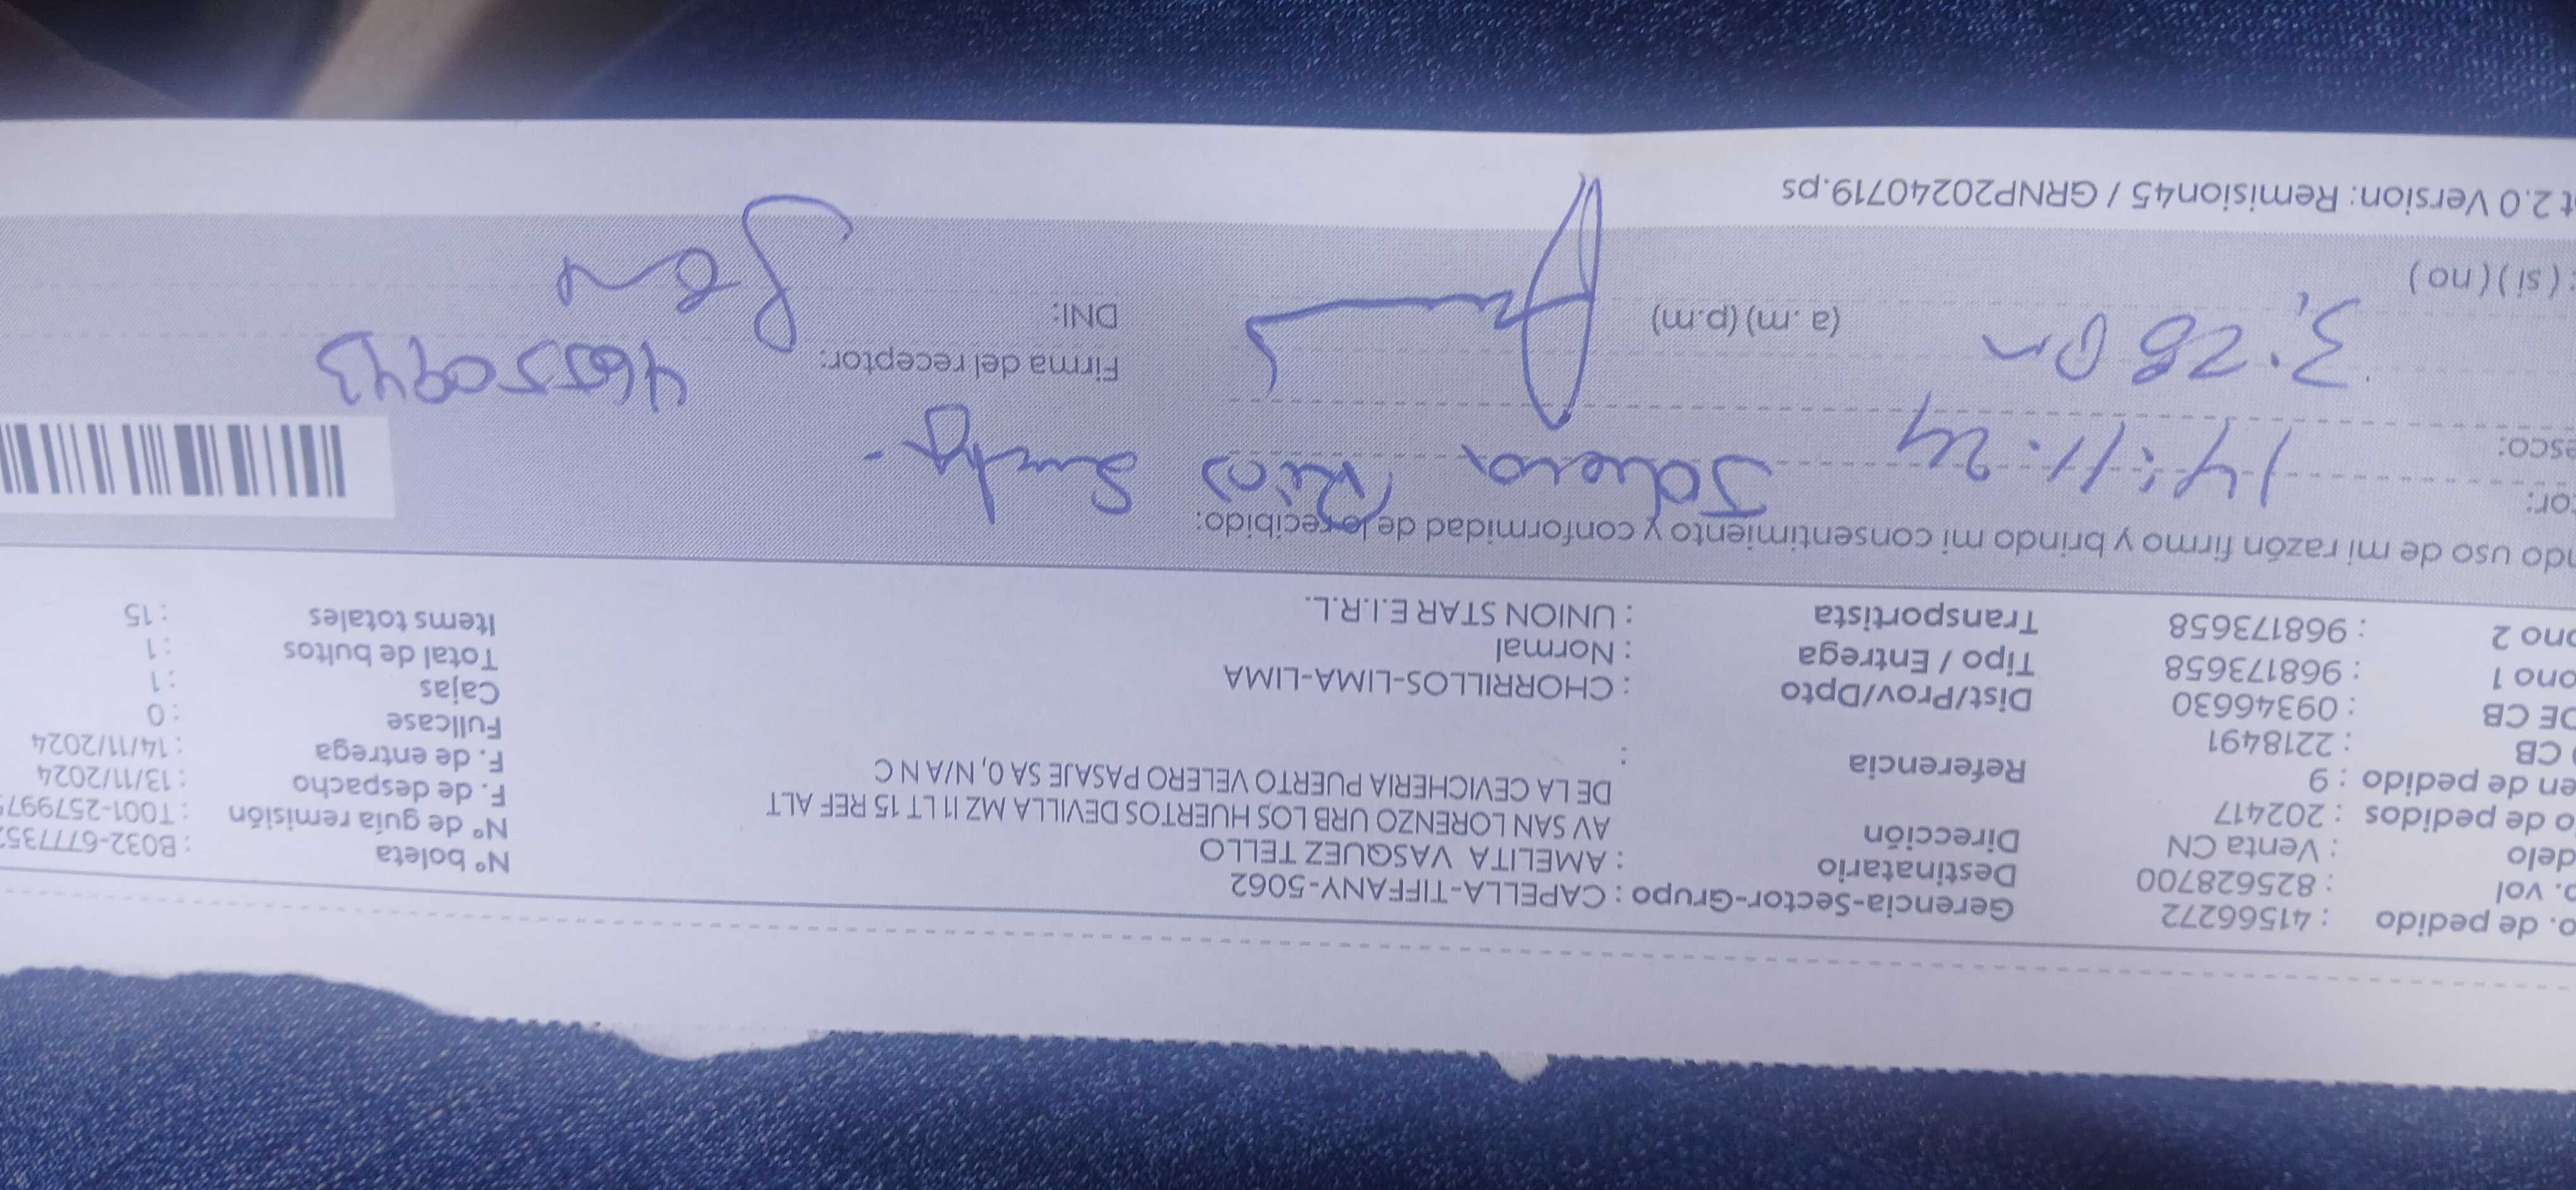 o. de pedido : 41566272 Gerencia-Sector-Grupo : CAPELLA-TIFFANY-5062
o. vol : 825628700 Destinatario : AMELITA VASQUEZ TELLO Nº boleta : B032-677735
delo : Venta CN Dirección AV SAN LORENZO URB LOS HUERTOS DEVILLA MZ I1 LT 15 REF ALT Nº de guía remisión : T001-257997
o de pedidos : 202417 DE LA CEVICHERIA PUERTO VELERO PASAJE SA 0, N/A N C F. de despacho : 13/11/2024
en de pedido : 9 Referencia : F. de entrega : 14/11/2024
CB : 2218491 Fullcase : 0
DE CB : 09346630 Dist/Prov/Dpto : CHORRILLOS-LIMA-LIMA Cajas : 1
ono 1 : 968173658 Tipo / Entrega : Normal Total de bultos : 1
ono 2 : 968173658 Transportista : UNION STAR E.I.R.L. Items totales : 15
ndo uso de mi razón firmo y brindo mi consentimiento y conformidad de lo recibido:
or: 14.11.24 Rios
esco:
3:28 Pm (a.m) (p.m) Firma del receptor: 46550943
DNI:
: ( si ) ( no )
t 2.0 Version: Remision45 / GRNP20240719.ps